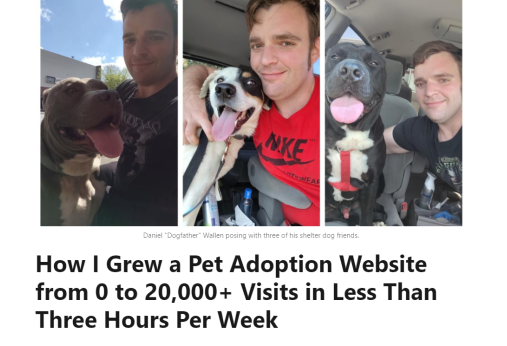 NIKE
Daniel "Dogfather" Wallen posing with three of his shelter dog friends.
How I Grew a Pet Adoption Website
from 0 to 20,000+ Visits in Less Than
Three Hours Per Week